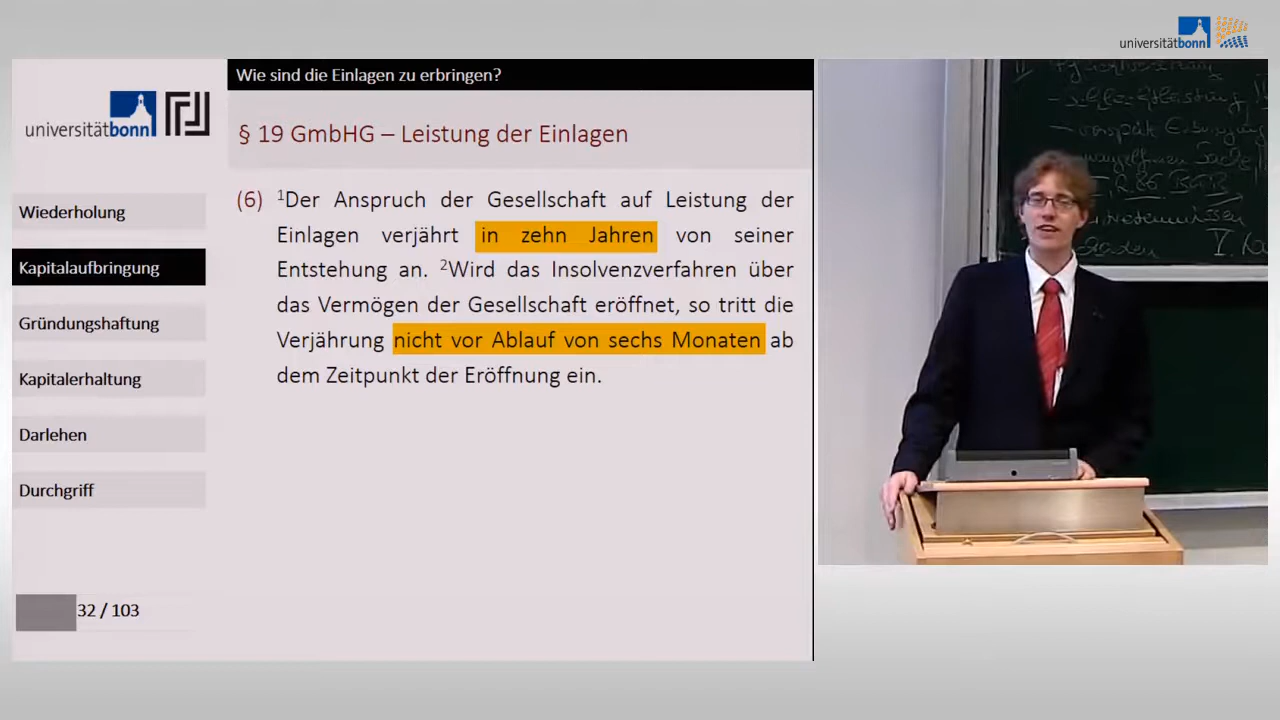 universitätbonn
Wie sind die Einlagen zu erbringen?
universitätbonn
§ 19 GmbHG – Leistung der Einlagen
(6) ¹Der Anspruch der Gesellschaft auf Leistung der
Einlagen verjährt in zehn Jahren von seiner
Entstehung an. ²Wird das Insolvenzverfahren über
das Vermögen der Gesellschaft eröffnet, so tritt die
Verjährung nicht vor Ablauf von sechs Monaten ab
dem Zeitpunkt der Eröffnung ein.
Wiederholung
Kapitalaufbringung
Gründungshaftung
Kapitalerhaltung
Darlehen
Durchgriff
32 / 103
II
286 BGB
V.